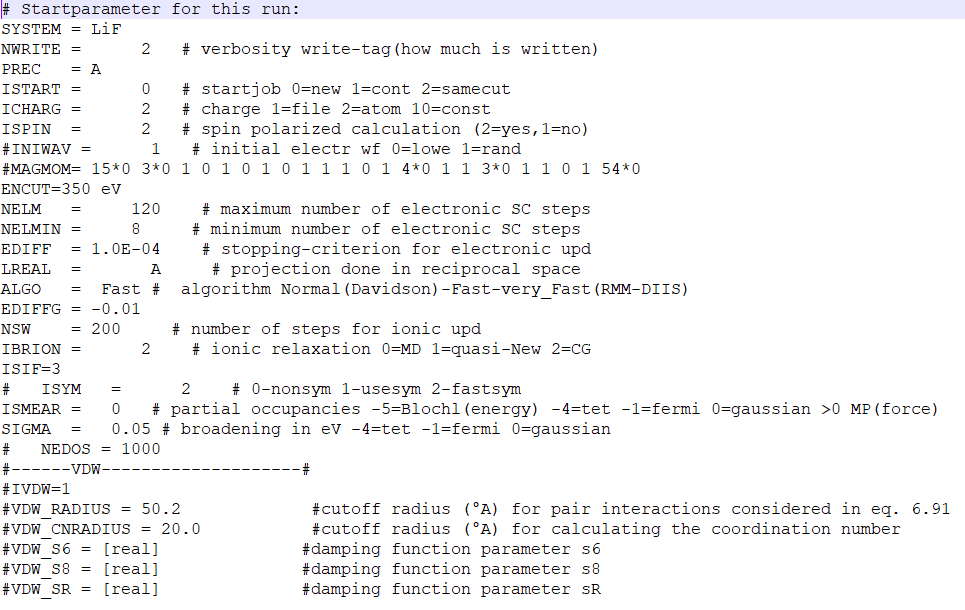 # Startparameter for this run:
SYSTEM = LiF
NWRITE =      2   # verbosity write-tag(how much is written)
PREC   = A
ISTART =      0   # startjob 0=new 1=cont 2=samecut
ICHARG =      2   # charge 1=file 2=atom 10=const
ISPIN  =      2   # spin polarized calculation (2=yes,1=no)
#INIWAV =      1   # initial electr wf 0=lowe 1=rand
#MAGMOM= 15*0 3*0 1 0 1 0 1 0 1 1 1 0 1 4*0 1 1 3*0 1 1 0 1 54*0
ENCUT=350 eV
NELM   =     120    # maximum number of electronic SC steps
NELMIN =     8     # minimum number of electronic SC steps
EDIFF  = 1.0E-04    # stopping-criterion for electronic upd
LREAL  =       A     # projection done in reciprocal space
ALGO   =  Fast #  algorithm Normal(Davidson)-Fast-very_Fast(RMM-DIIS)
EDIFFG = -0.01
NSW    = 200     # number of steps for ionic upd
IBRION =      2    # ionic relaxation 0=MD 1=quasi-New 2=CG
ISIF=3
#   ISYM   =      2    # 0-nonsym 1-usesym 2-fastsym
ISMEAR =   0   # partial occupancies -5=Blochl(energy) -4=tet -1=fermi 0=gaussian >0 MP(force)
SIGMA  =   0.05 # broadening in eV -4=tet -1=fermi 0=gaussian
#   NEDOS = 1000
#------VDW--------------------#
#IVDW=1
#VDW_RADIUS = 50.2             #cutoff radius (°A) for pair interactions considered in eq. 6.91
#VDW_CNRADIUS = 20.0           #cutoff radius (°A) for calculating the coordination number
#VDW_S6 = [real]              #damping function parameter s6
#VDW_S8 = [real]              #damping function parameter s8
#VDW_SR = [real]              #damping function parameter sR